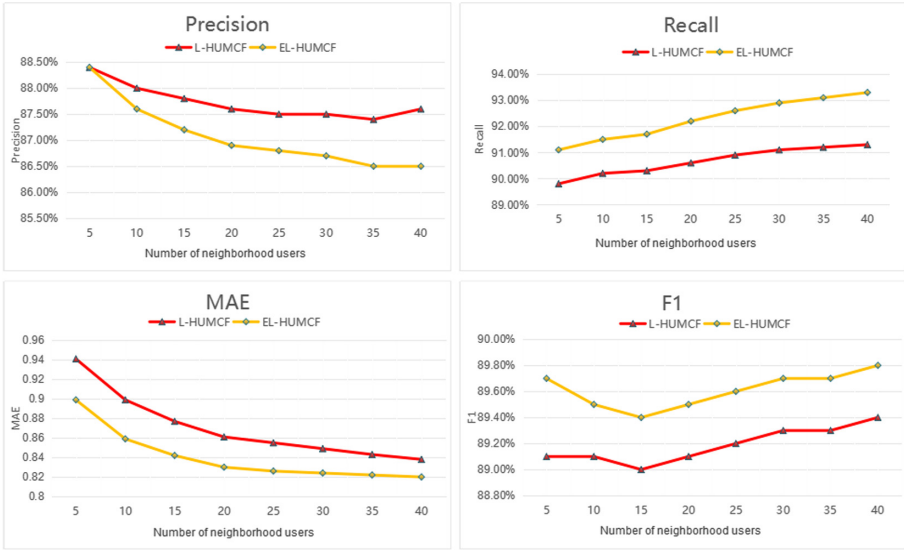 Precision
L-HUMCF EL-HUMCF
88.50%
88.00%
87.50%
87.00%
86.50%
86.00%
85.50%
Precision
5 10 15 20 25 30 35 40
Number of neighborhood users
Recall
L-HUMCF EL-HUMCF
94.00%
93.00%
92.00%
91.00%
90.00%
89.00%
Recall
5 10 15 20 25 30 35 40
Number of neighborhood users
MAE
L-HUMCF EL-HUMCF
0.96
0.94
0.92
0.9
0.88
0.86
0.84
0.82
0.8
MAE
5 10 15 20 25 30 35 40
Number of neighborhood users
F1
L-HUMCF EL-HUMCF
90.00%
89.80%
89.60%
89.40%
89.20%
89.00%
88.80%
F1
5 10 15 20 25 30 35 40
Number of neighborhood users